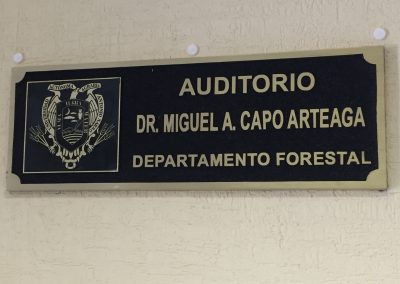 AUDITORIO
DR. MIGUEL A. CAPO ARTEAGA
DEPARTAMENTO FORESTAL